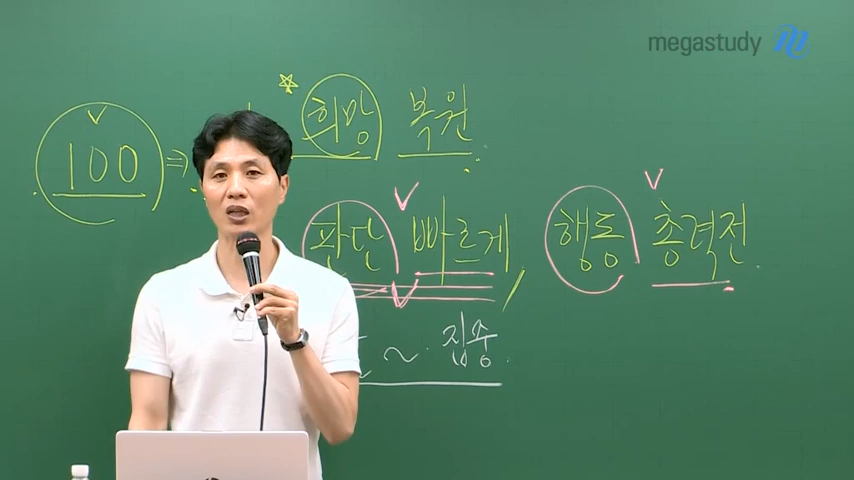 megastudy M
100 ⇒ 희망 복원
판단 빠르게, 행동 총력전
~ 집중.